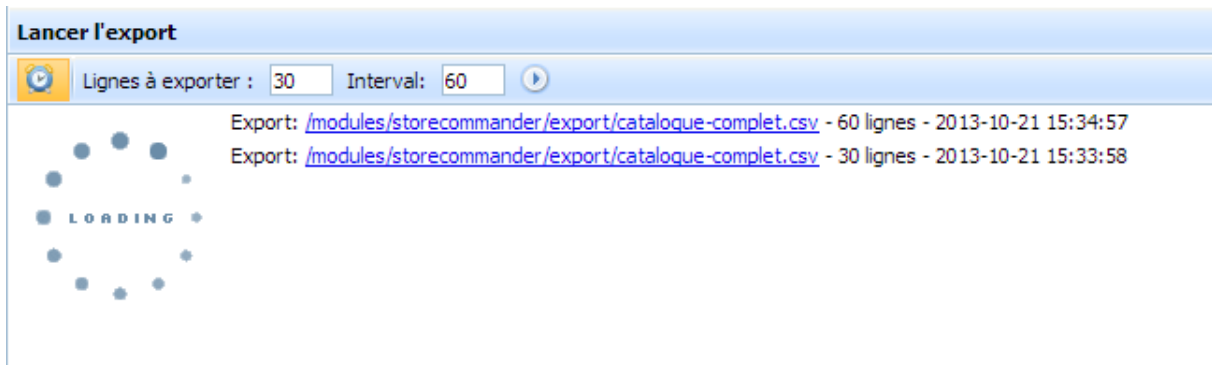 Lancer l'export
Lignes à exporter : 30 Interval: 60
Export: /modules/storecommander/export/catalogue-complet.csv - 60 lignes - 2013-10-21 15:34:57
Export: /modules/storecommander/export/catalogue-complet.csv - 30 lignes - 2013-10-21 15:33:58
LOADING